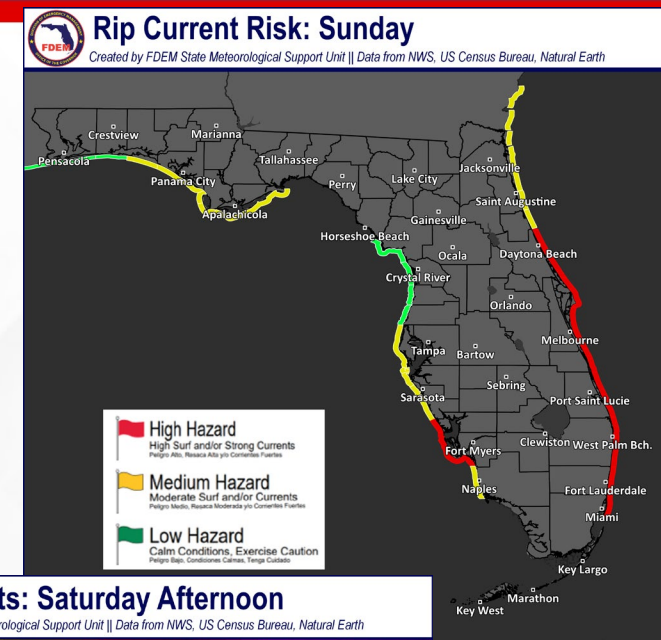 Rip Current Risk: Sunday
Created by FDEM State Meteorological Support Unit || Data from NWS, US Census Bureau, Natural Earth
FDEM
Crestview
Marianna
Pensacola
Tallahassee
Panama City
Perry
Lake City
Jacksonville
Apalachicola
Saint Augustine
Gainesville
Horseshoe Beach
Ocala
Daytona Beach
Crystal River
Orlando
Melbourne
Tampa
Bartow
Sebring
Sarasota
Port Saint Lucie
Clewiston
West Palm Bch.
Fort Myers
Naples
Fort Lauderdale
Miami
Key Largo
Marathon
Key West
High Hazard
High Surf and/or Strong Currents
Peligro Alto, Resaca Alta y/o Corrientes Fuertes
Medium Hazard
Moderate Surf and/or Currents
Peligro Medio, Resaca Moderada y/o Corrientes Fuertes
Low Hazard
Calm Conditions, Exercise Caution
Peligro Bajo, Condiciones Calmas, Tenga Cuidado
ts: Saturday Afternoon
rological Support Unit || Data from NWS, US Census Bureau, Natural Earth